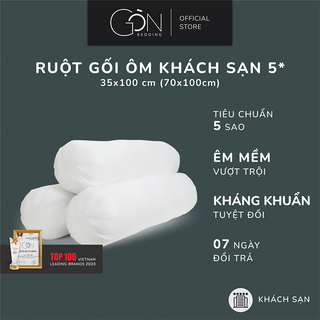 GÒN
BEDDING
OFFICIAL
STORE
RUỘT GỐI ÔM KHÁCH SẠN 5*
35x100 cm (70x100cm)
TIÊU CHUẨN
5 SAO
ÊM MỀM
VƯỢT TRỘI
KHÁNG KHUẨN
TUYỆT ĐỐI
07 NGÀY
ĐỔI TRẢ
TOP 100 VIETNAM
LEADING BRANDS 2023
KHÁCH SẠN